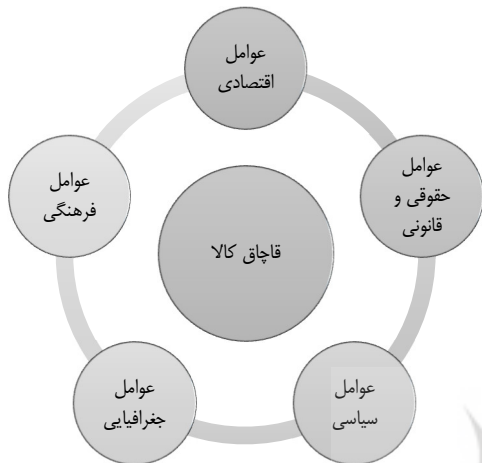 عوامل
اقتصادی
عوامل
حقوقی و
قانونی
عوامل
سیاسی
عوامل
جغرافیایی
عوامل
فرهنگی
قاچاق کالا